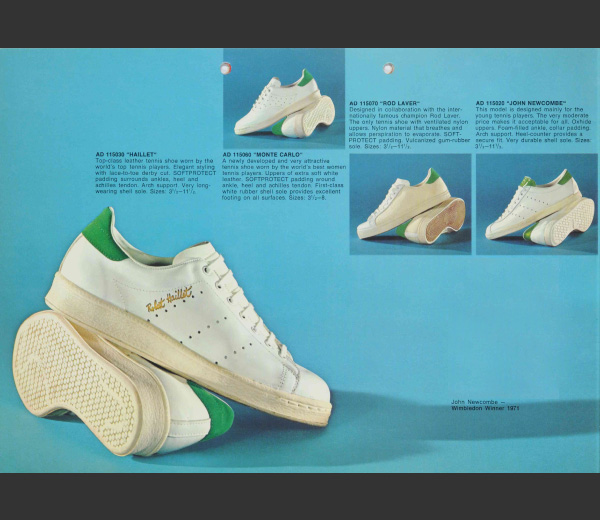 AU 115070 "ROD LAVER"
Designed in collaboration with the inter-
nationally famous champion Rod Laver.
The only tennis shoe with ventilated nylon
uppers. Nylon material that breathes and
allows perspiration to evaporate. SOFT-
PROTECT padding. Vulcanized gum-rubber
sole. Sizes: 3½–11½.
AD 115020 "JOHN NEWCOMBE"
This model is designed mainly for the
young tennis players. The very moderate
price makes it acceptable for all. Oxhide
uppers. Foam-filled ankle, collar padding.
Arch support. Heel-counter provides a
secure fit. Very durable shell sole. Sizes:
3½–11½.
AD 115030 "HAILLET"
Top-class leather tennis shoe worn by the
world's top tennis players. Elegant styling
with lace-to-toe derby cut. SOFTPROTECT
padding surrounds ankles, heel and
achilles tendon. Arch support. Very long-
wearing shell sole. Sizes: 3½–11½.
AD 115060 "MONTE CARLO"
A newly developed and very attractive
tennis shoe worn by the world's best women
tennis players. Uppers of extra soft white
leather. SOFTPROTECT padding around
ankle, heel and achilles tendon. First-class
white rubber shell sole provides excellent
footing on all surfaces. Sizes: 3½–9.
Robert Haillet
John Newcombe –
Wimbledon Winner 1971